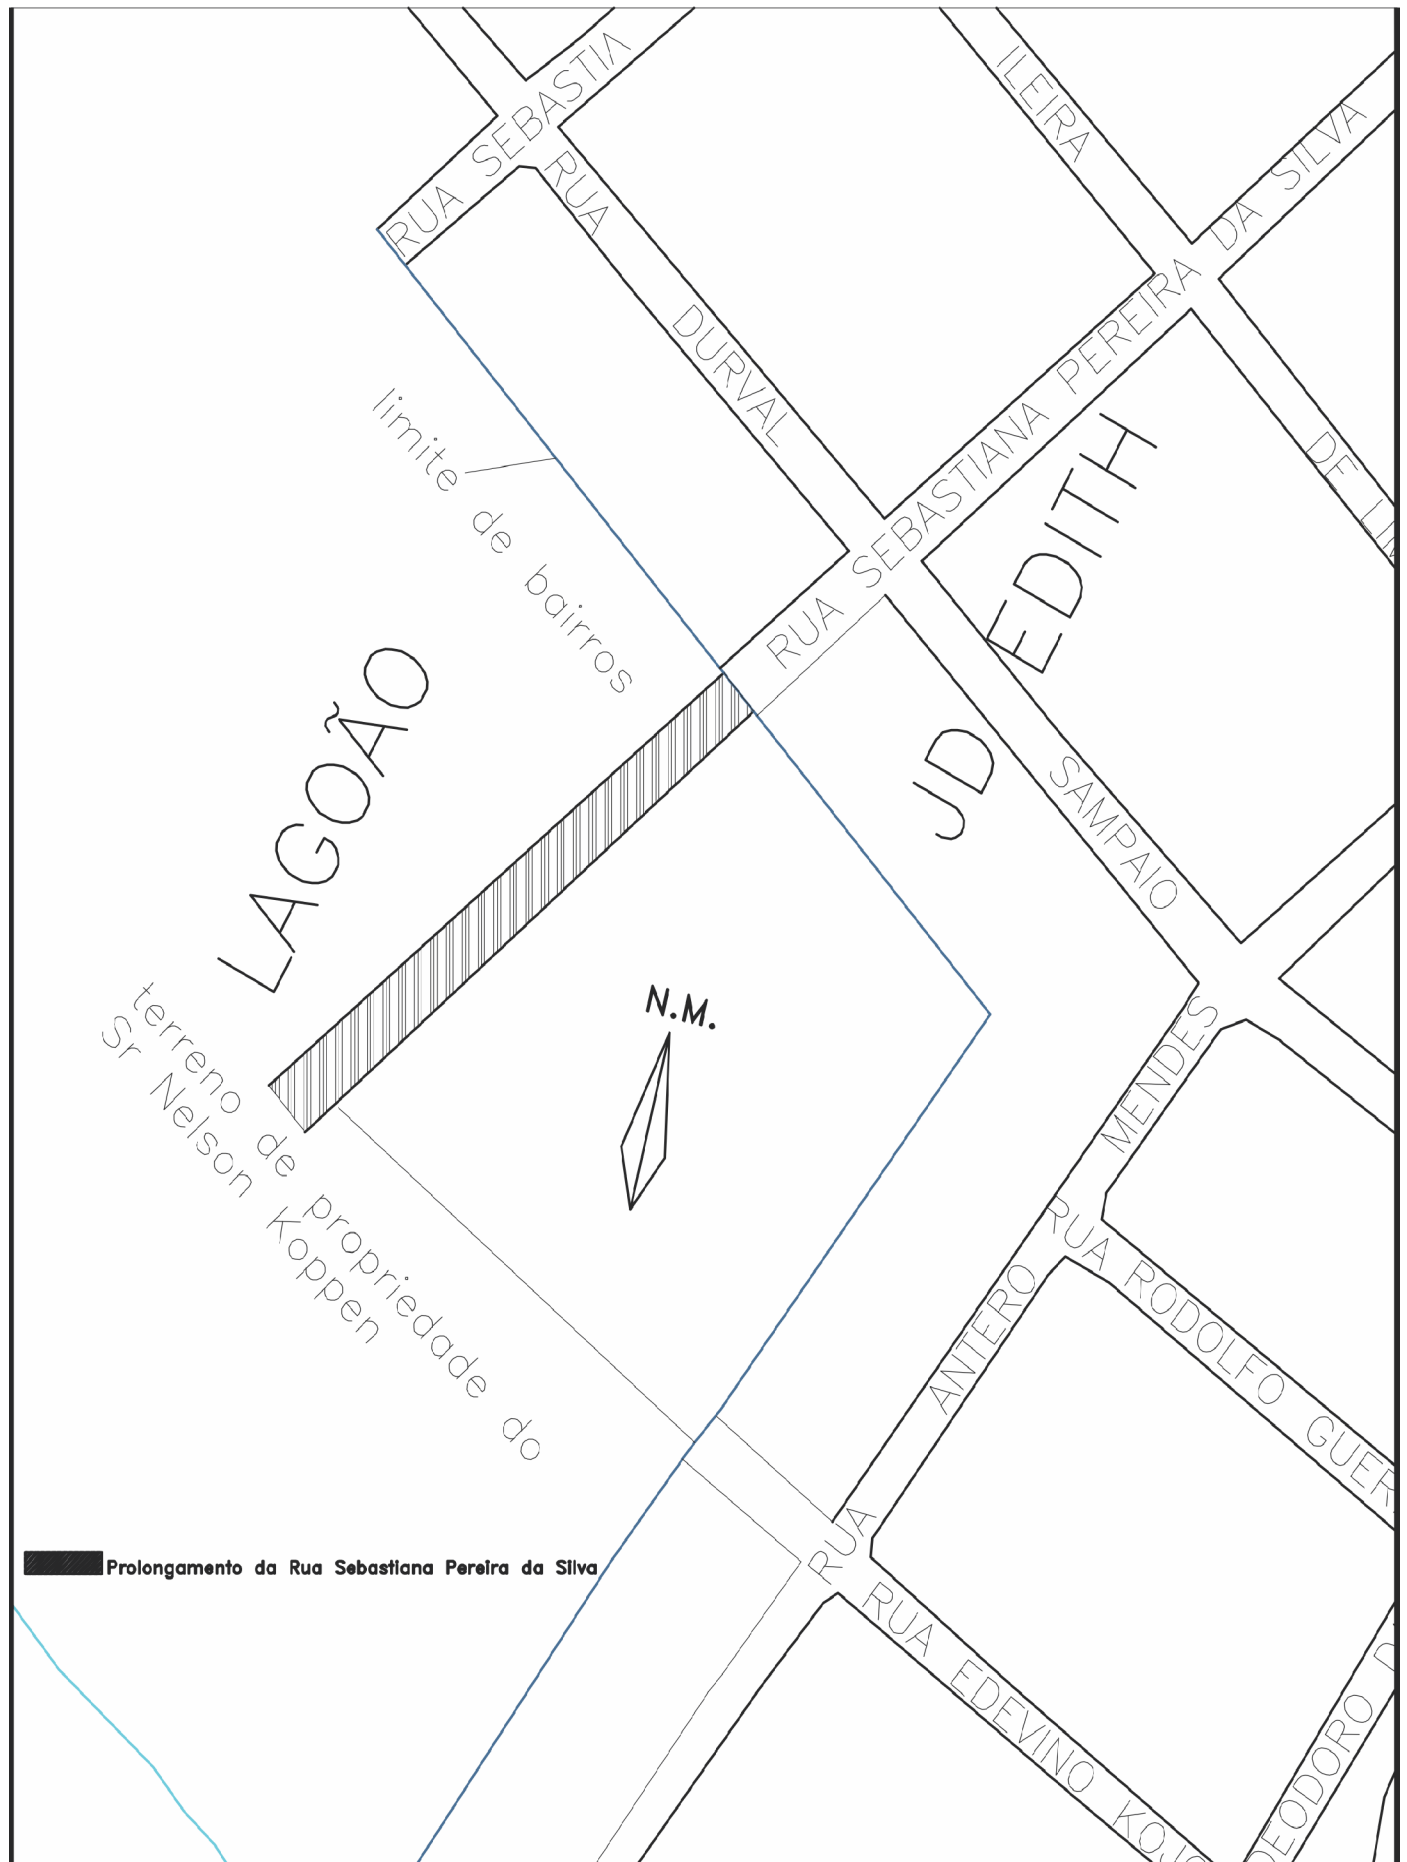 RUA SEBASTIA
ILEIRA
RUA DURVAL SAMPAIO
RUA SEBASTIANA PEREIRA DA SILVA
DE LIM
limite de bairros
JD EDITH
LAGOÃO
N.M.
terreno de propriedade do
Sr Nelson Koppen
RUA ANTERO MENDES
RUA RODOLFO GUER
Prolongamento da Rua Sebastiana Pereira da Silva
RUA EDEVINO KOJO
DEODORO D